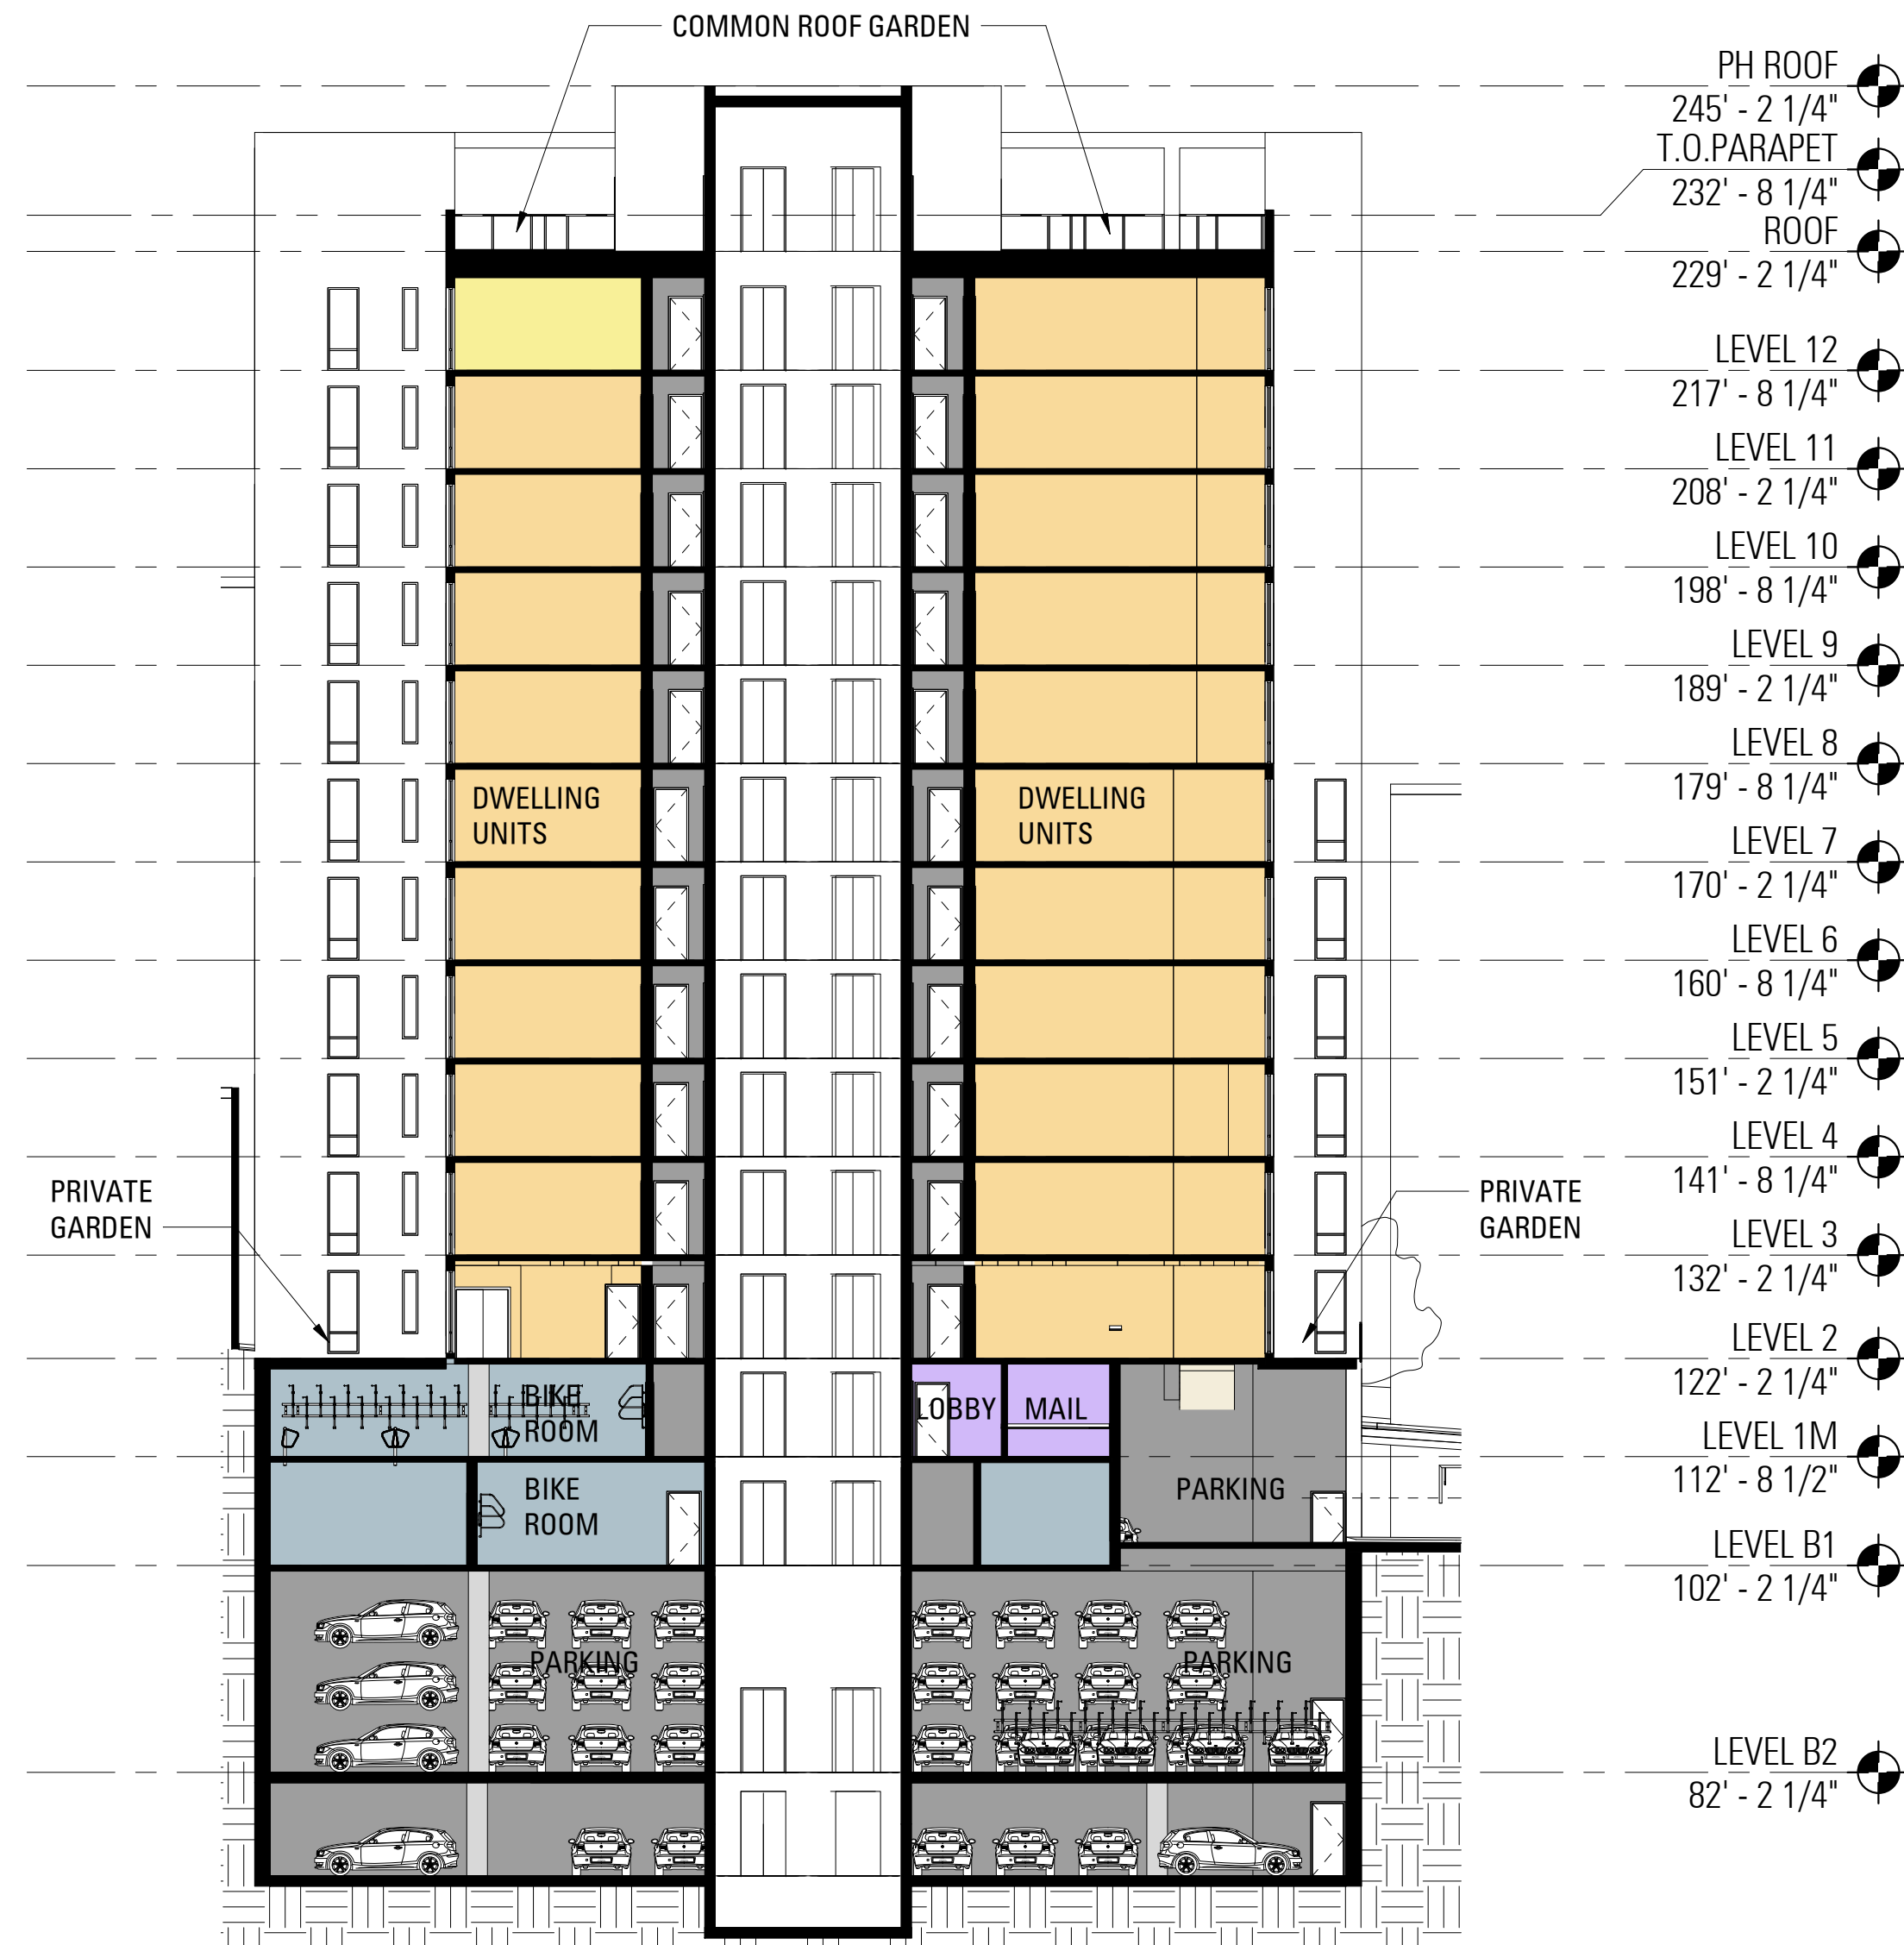 COMMON ROOF GARDEN
PH ROOF
245' - 2 1/4"
T.O.PARAPET
232' - 8 1/4"
ROOF
229' - 2 1/4"
LEVEL 12
217' - 8 1/4"
LEVEL 11
208' - 2 1/4"
LEVEL 10
198' - 8 1/4"
LEVEL 9
189' - 2 1/4"
LEVEL 8
179' - 8 1/4"
DWELLING
UNITS
DWELLING
UNITS
LEVEL 7
170' - 2 1/4"
LEVEL 6
160' - 8 1/4"
LEVEL 5
151' - 2 1/4"
LEVEL 4
141' - 8 1/4"
PRIVATE
GARDEN
PRIVATE
GARDEN
LEVEL 3
132' - 2 1/4"
LEVEL 2
122' - 2 1/4"
BIKE
ROOM
LOBBY
MAIL
LEVEL 1M
112' - 8 1/2"
BIKE
ROOM
PARKING
LEVEL B1
102' - 2 1/4"
PARKING
PARKING
LEVEL B2
82' - 2 1/4"